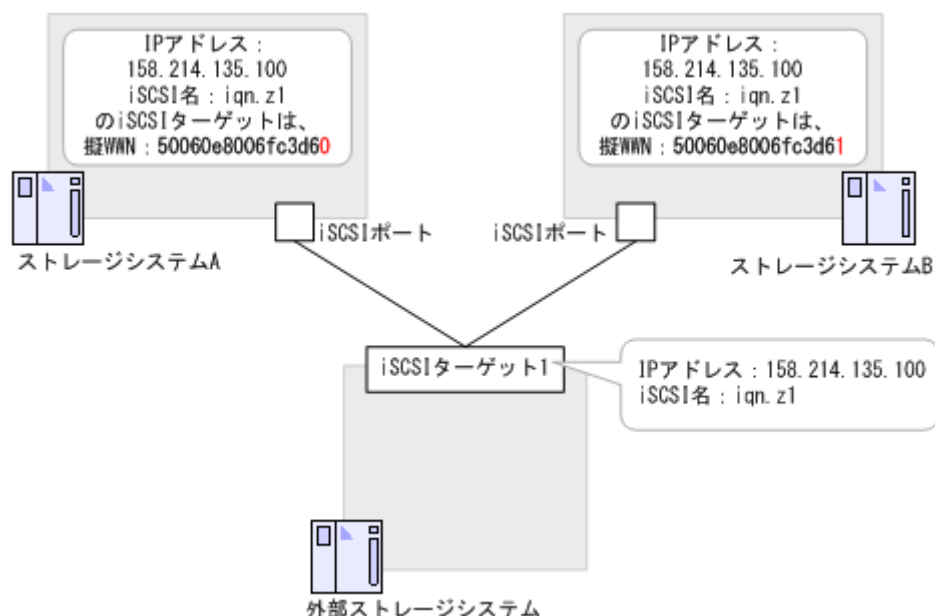 IPアドレス：
158.214.135.100
iSCSI名：iqn.z1
のiSCSIターゲットは、
擬WWN：50060e8006fc3d60
IPアドレス：
158.214.135.100
iSCSI名：iqn.z1
のiSCSIターゲットは、
擬WWN：50060e8006fc3d61
iSCSIポート
iSCSIポート
ストレージシステムA
ストレージシステムB
iSCSIターゲット1
IPアドレス：158.214.135.100
iSCSI名：iqn.z1
外部ストレージシステム